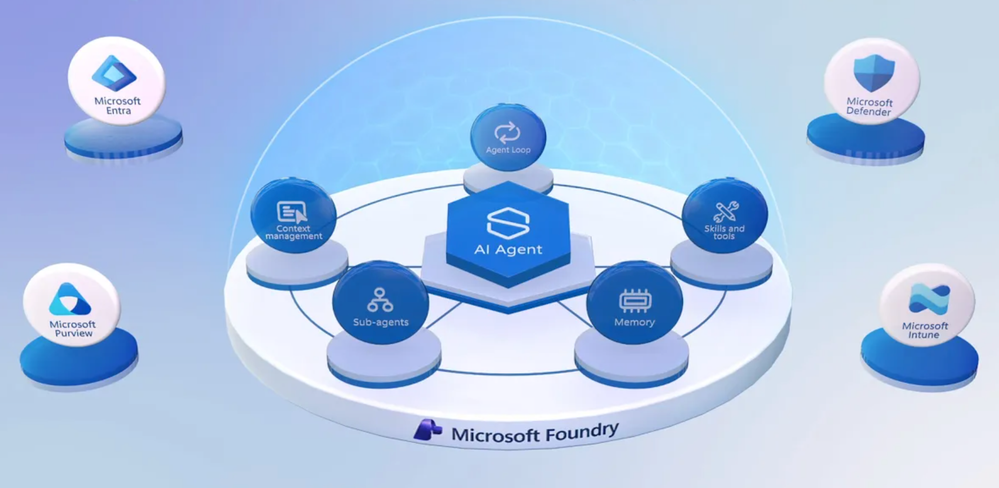 Microsoft
Entra
Microsoft
Defender
Agent Loop
Context
management
Skills and
tools
AI Agent
Microsoft
Purview
Sub-agents
Memory
Microsoft
Intune
Microsoft Foundry